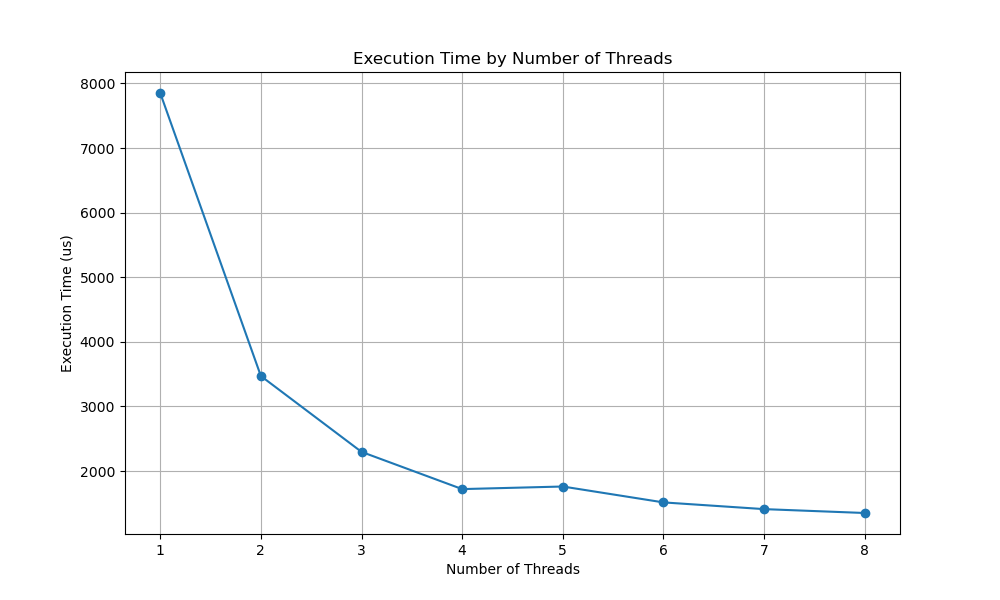 Execution Time by Number of Threads
Execution Time (us)
8000
7000
6000
5000
4000
3000
2000
1 2 3 4 5 6 7 8
Number of Threads